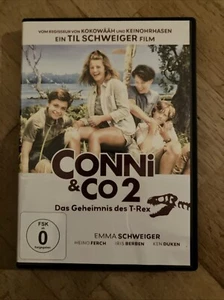 VOM REGISSEUR VON KOKOWÄÄH UND KEINOHRHASEN
EIN TIL SCHWEIGER FILM
CONNi
& CO 2
Das Geheimnis des T-Rex
FSK
0
EMMA SCHWEIGER
HEINO FERCH IRIS BERBEN KEN DUKEN